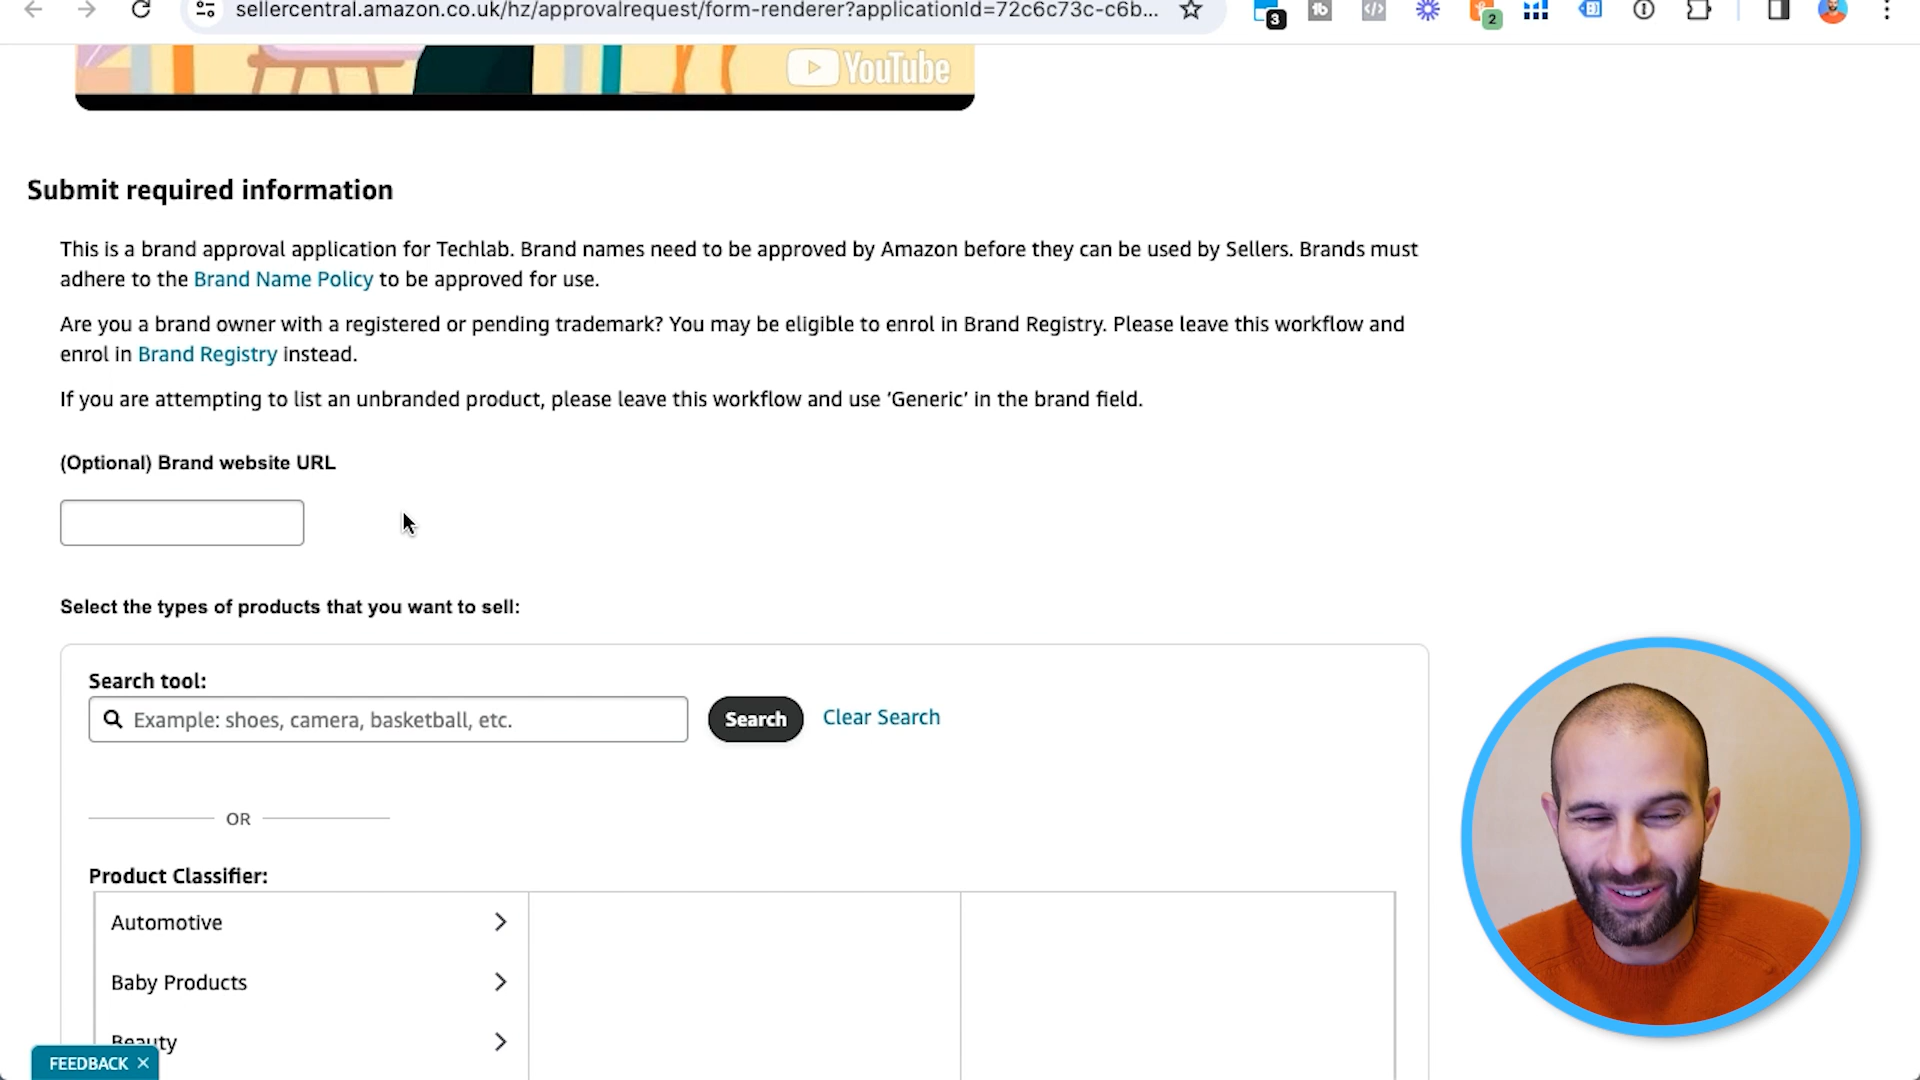 sellercentral.amazon.co.uk/hz/approvalrequest/form-renderer?applicationId=72c6c73c-c6b...
3
tb
</>
2
YouTube
Submit required information
This is a brand approval application for Techlab. Brand names need to be approved by Amazon before they can be used by Sellers. Brands must
adhere to the Brand Name Policy to be approved for use.
Are you a brand owner with a registered or pending trademark? You may be eligible to enrol in Brand Registry. Please leave this workflow and
enrol in Brand Registry instead.
If you are attempting to list an unbranded product, please leave this workflow and use ‘Generic’ in the brand field.
(Optional) Brand website URL
Select the types of products that you want to sell:
Search tool:
Example: shoes, camera, basketball, etc.
Search
Clear Search
OR
Product Classifier:
Automotive
Baby Products
Beauty
FEEDBACK